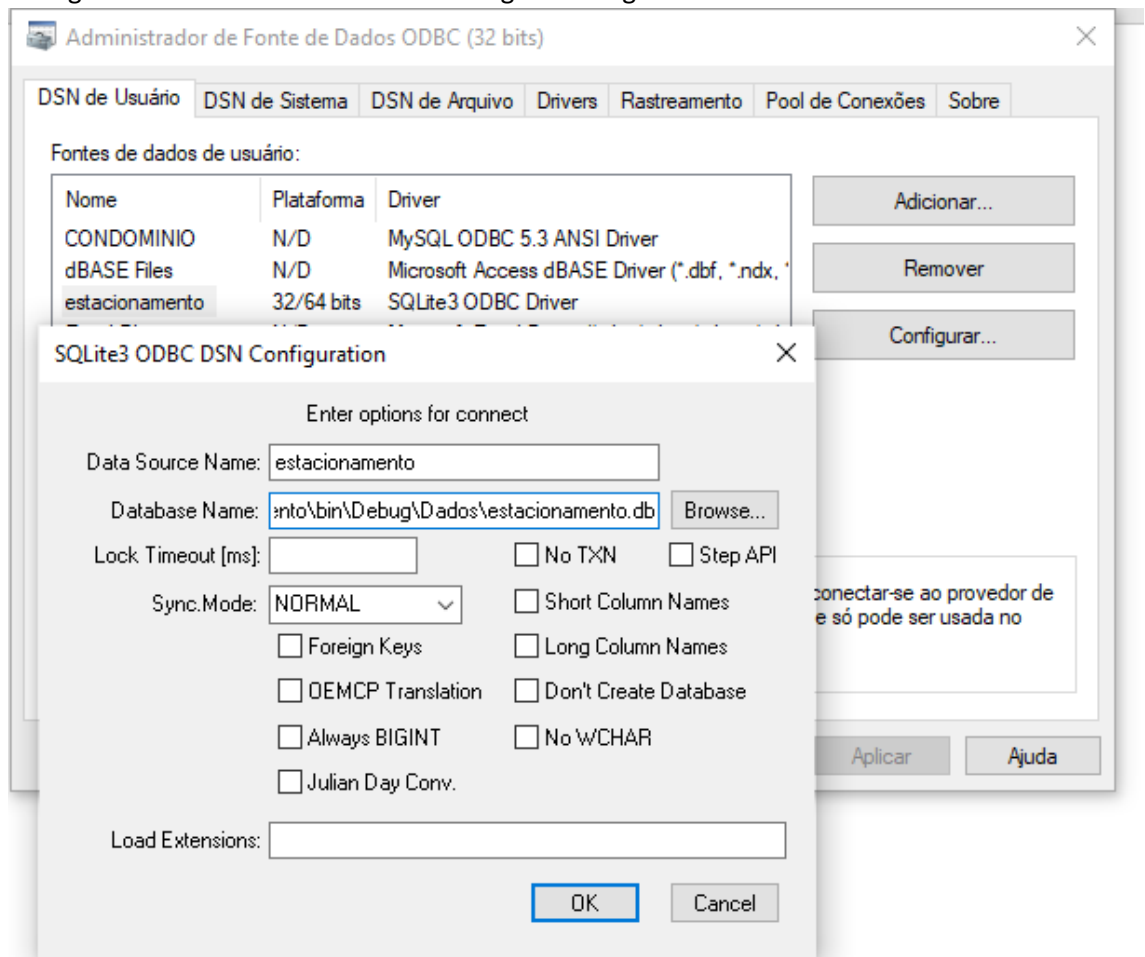 Administrador de Fonte de Dados ODBC (32 bits)
DSN de Usuário DSN de Sistema DSN de Arquivo Drivers Rastreamento Pool de Conexões Sobre
Fontes de dados de usuário:
Nome Plataforma Driver
CONDOMINIO N/D MySQL ODBC 5.3 ANSI Driver
dBASE Files N/D Microsoft Access dBASE Driver (*.dbf, *.ndx, *
estacionamento 32/64 bits SQLite3 ODBC Driver
Adicionar...
Remover
Configurar...
SQLite3 ODBC DSN Configuration
Enter options for connect
Data Source Name: estacionamento
Database Name: ento\bin\Debug\Dados\estacionamento.db Browse...
Lock Timeout [ms]: No TXN Step API
Sync.Mode: NORMAL Short Column Names
Foreign Keys Long Column Names
OEMCP Translation Don't Create Database
Always BIGINT No WCHAR
Julian Day Conv.
Load Extensions:
OK Cancel
conectar-se ao provedor de
e só pode ser usada no
Aplicar Ajuda